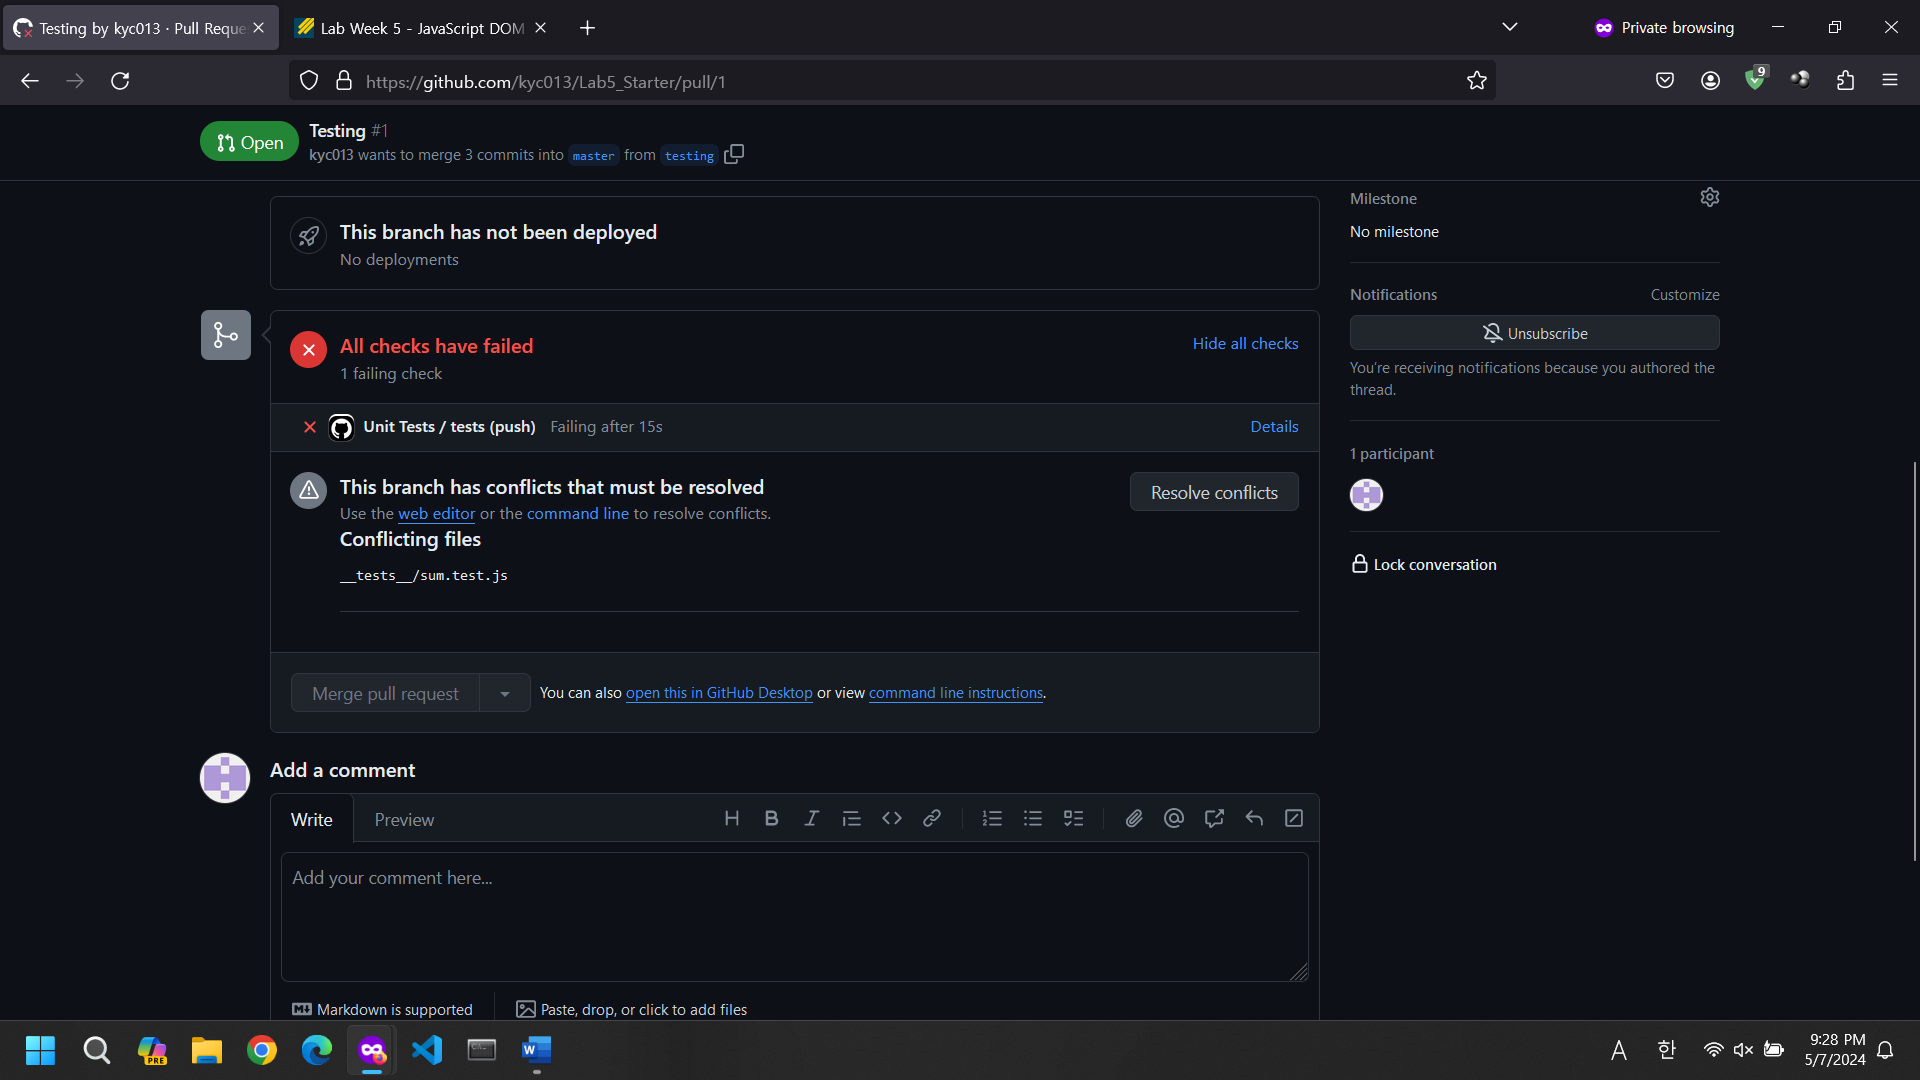 Testing by kyc013 · Pull Reque
Lab Week 5 - JavaScript DOM
Private browsing
https://github.com/kyc013/Lab5_Starter/pull/1
9
Open
Testing #1
kyc013 wants to merge 3 commits into master from testing
This branch has not been deployed
No deployments
All checks have failed
1 failing check
Hide all checks
Unit Tests / tests (push) Failing after 15s
Details
This branch has conflicts that must be resolved
Use the web editor or the command line to resolve conflicts.
Resolve conflicts
Conflicting files
__tests__/sum.test.js
Merge pull request
You can also open this in GitHub Desktop or view command line instructions.
Add a comment
Write
Preview
Add your comment here...
Markdown is supported
Paste, drop, or click to add files
Milestone
No milestone
Notifications
Customize
Unsubscribe
You're receiving notifications because you authored the
thread.
1 participant
Lock conversation
PRE
W
A
한
9:28 PM
5/7/2024